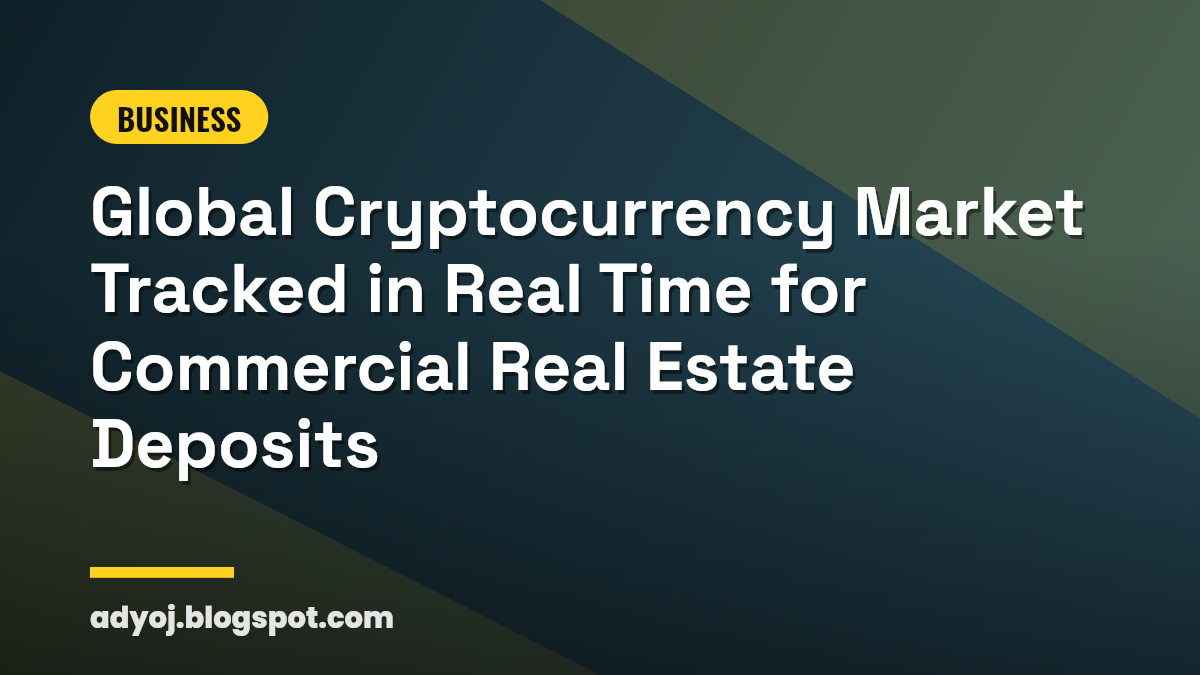 BUSINESS
Global Cryptocurrency Market
Tracked in Real Time for
Commercial Real Estate
Deposits
adyoj.blogspot.com